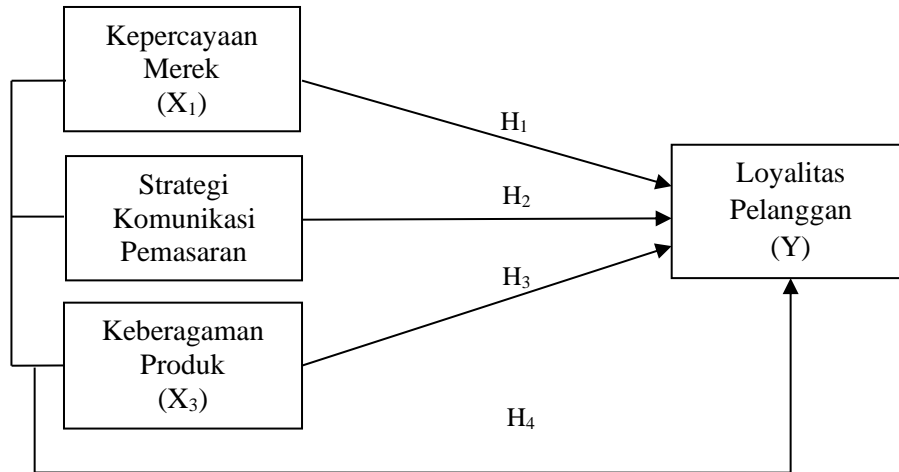 Kepercayaan
Merek
(X₁)
H₁
Strategi
Komunikasi
Pemasaran
H₂
Loyalitas
Pelanggan
(Y)
Keberagaman
Produk
(X₃)
H₃
H₄